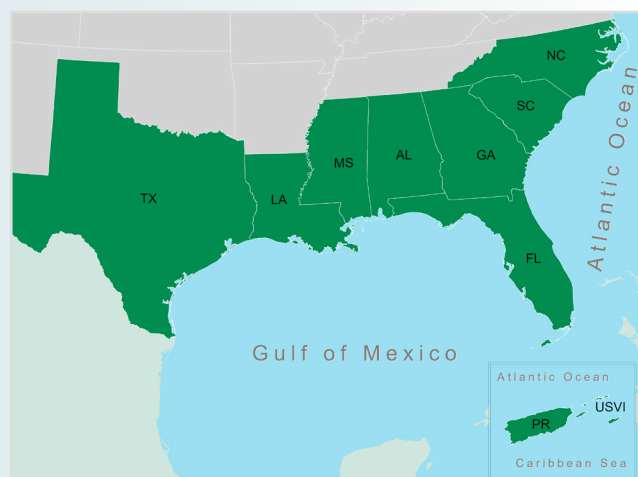 NC
SC
MS
AL
GA
TX
LA
FL
Atlantic Ocean
Gulf of Mexico
Atlantic Ocean
USVI
PR
Caribbean Sea